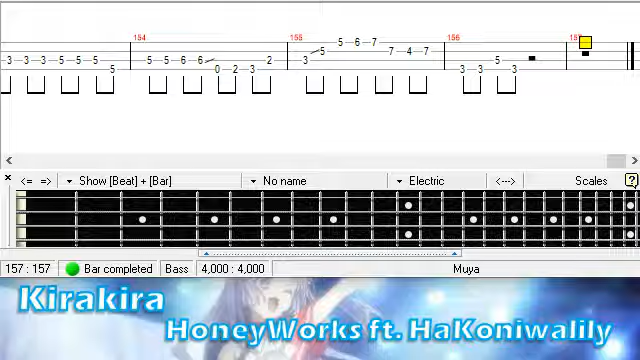 154 155 156 157
5 6 7
5 7 4 7
3 3 3 5 5 5 5 5 6 6 2 3 5
5 0 2 3 3 3 3
<= => Show [Beat] + [Bar] No name Electric <---> Scales ?
157 : 157 Bar completed Bass 4,000 : 4,000 Muya
Kirakira
HoneyWorks ft. HaKoniwalily